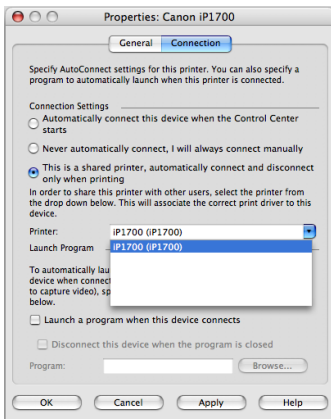 Properties: Canon iP1700
General
Connection
Specify AutoConnect settings for this printer. You can also specify a
program to automatically launch when this printer is connected.
Connection Settings
Automatically connect this device when the Control Center
starts
Never automatically connect, I will always connect manually
This is a shared printer, automatically connect and disconnect
only when printing
In order to share this printer with other users, select the printer from
the drop down below. This will associate the correct print driver to this
device.
Printer:
iP1700 (iP1700)
iP1700 (iP1700)
Launch Program
To automatically lau
device when connect
to capture video), sp
below.
Launch a program when this device connects
Disconnect this device when the program is closed
Program:
Browse...
OK
Cancel
Apply
Help